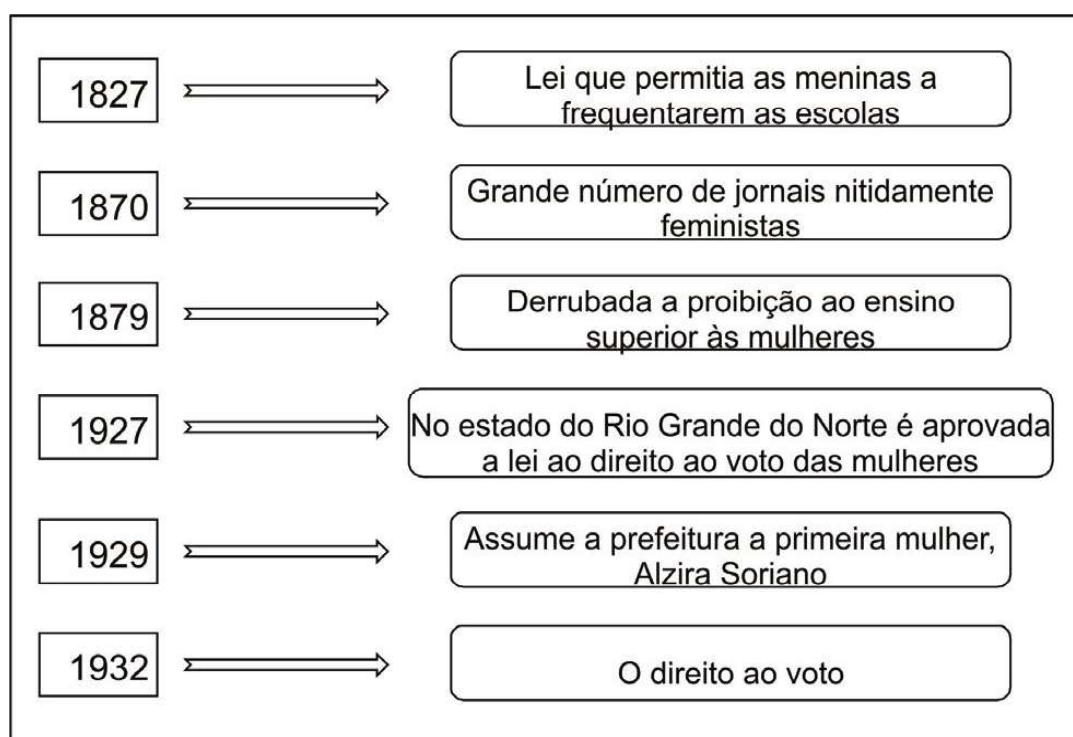 1827
Lei que permitia as meninas a
frequentarem as escolas
1870
Grande número de jornais nitidamente
feministas
1879
Derrubada a proibição ao ensino
superior às mulheres
1927
No estado do Rio Grande do Norte é aprovada
a lei ao direito ao voto das mulheres
1929
Assume a prefeitura a primeira mulher,
Alzira Soriano
1932
O direito ao voto